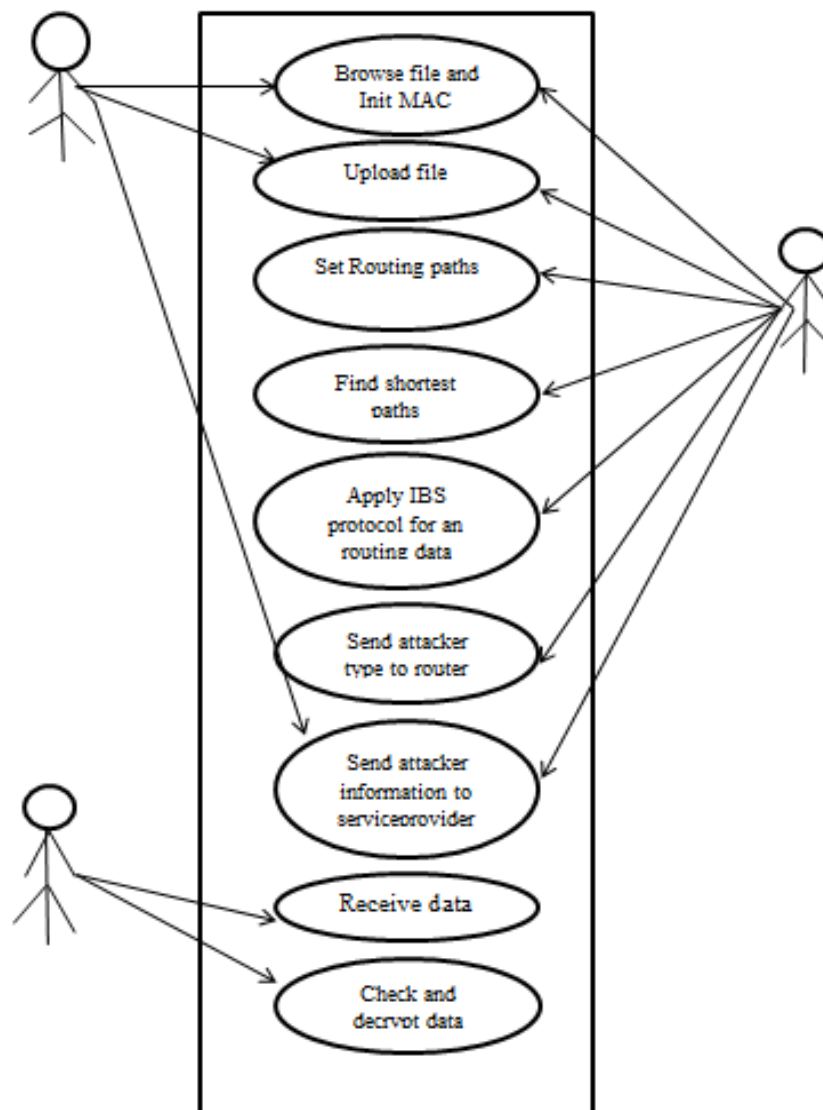 Browse file and
Init MAC
Upload file
Set Routing paths
Find shortest
paths
Apply IBS
protocol for an
routing data
Send attacker
type to router
Send attacker
information to
serviceprovider
Receive data
Check and
decrypt data